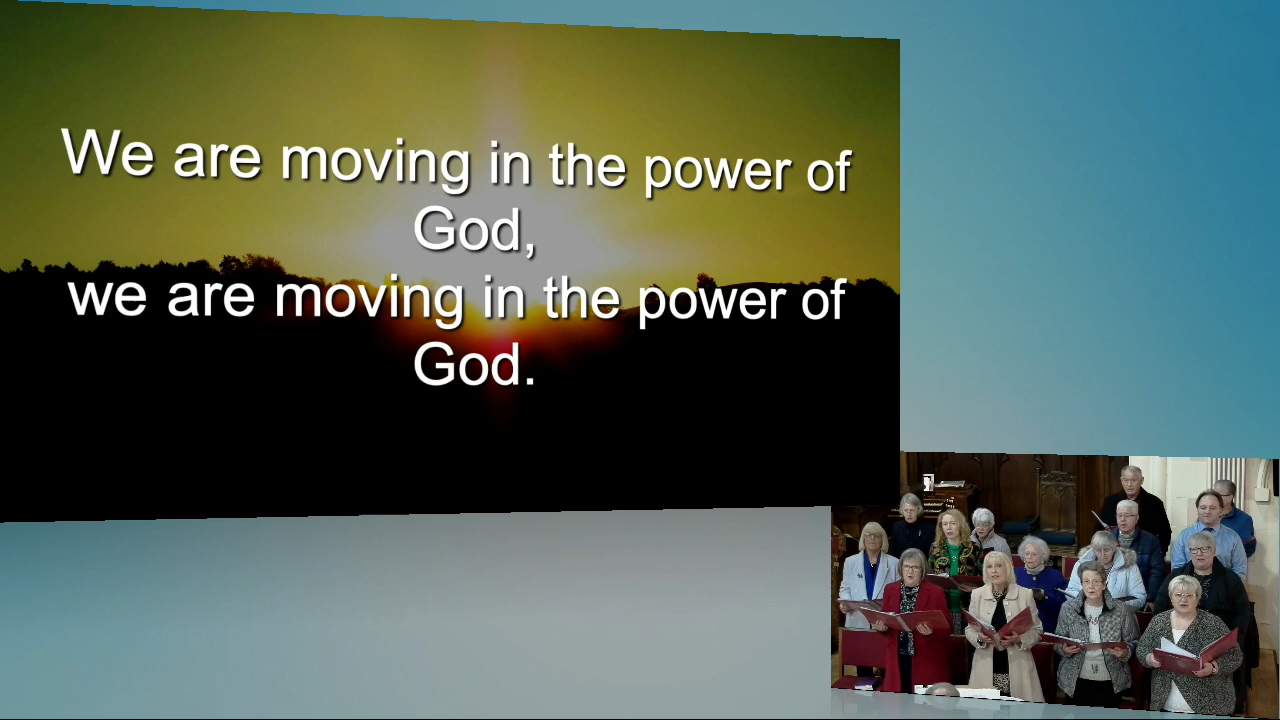 We are moving in the power of
God,
we are moving in the power of
God.